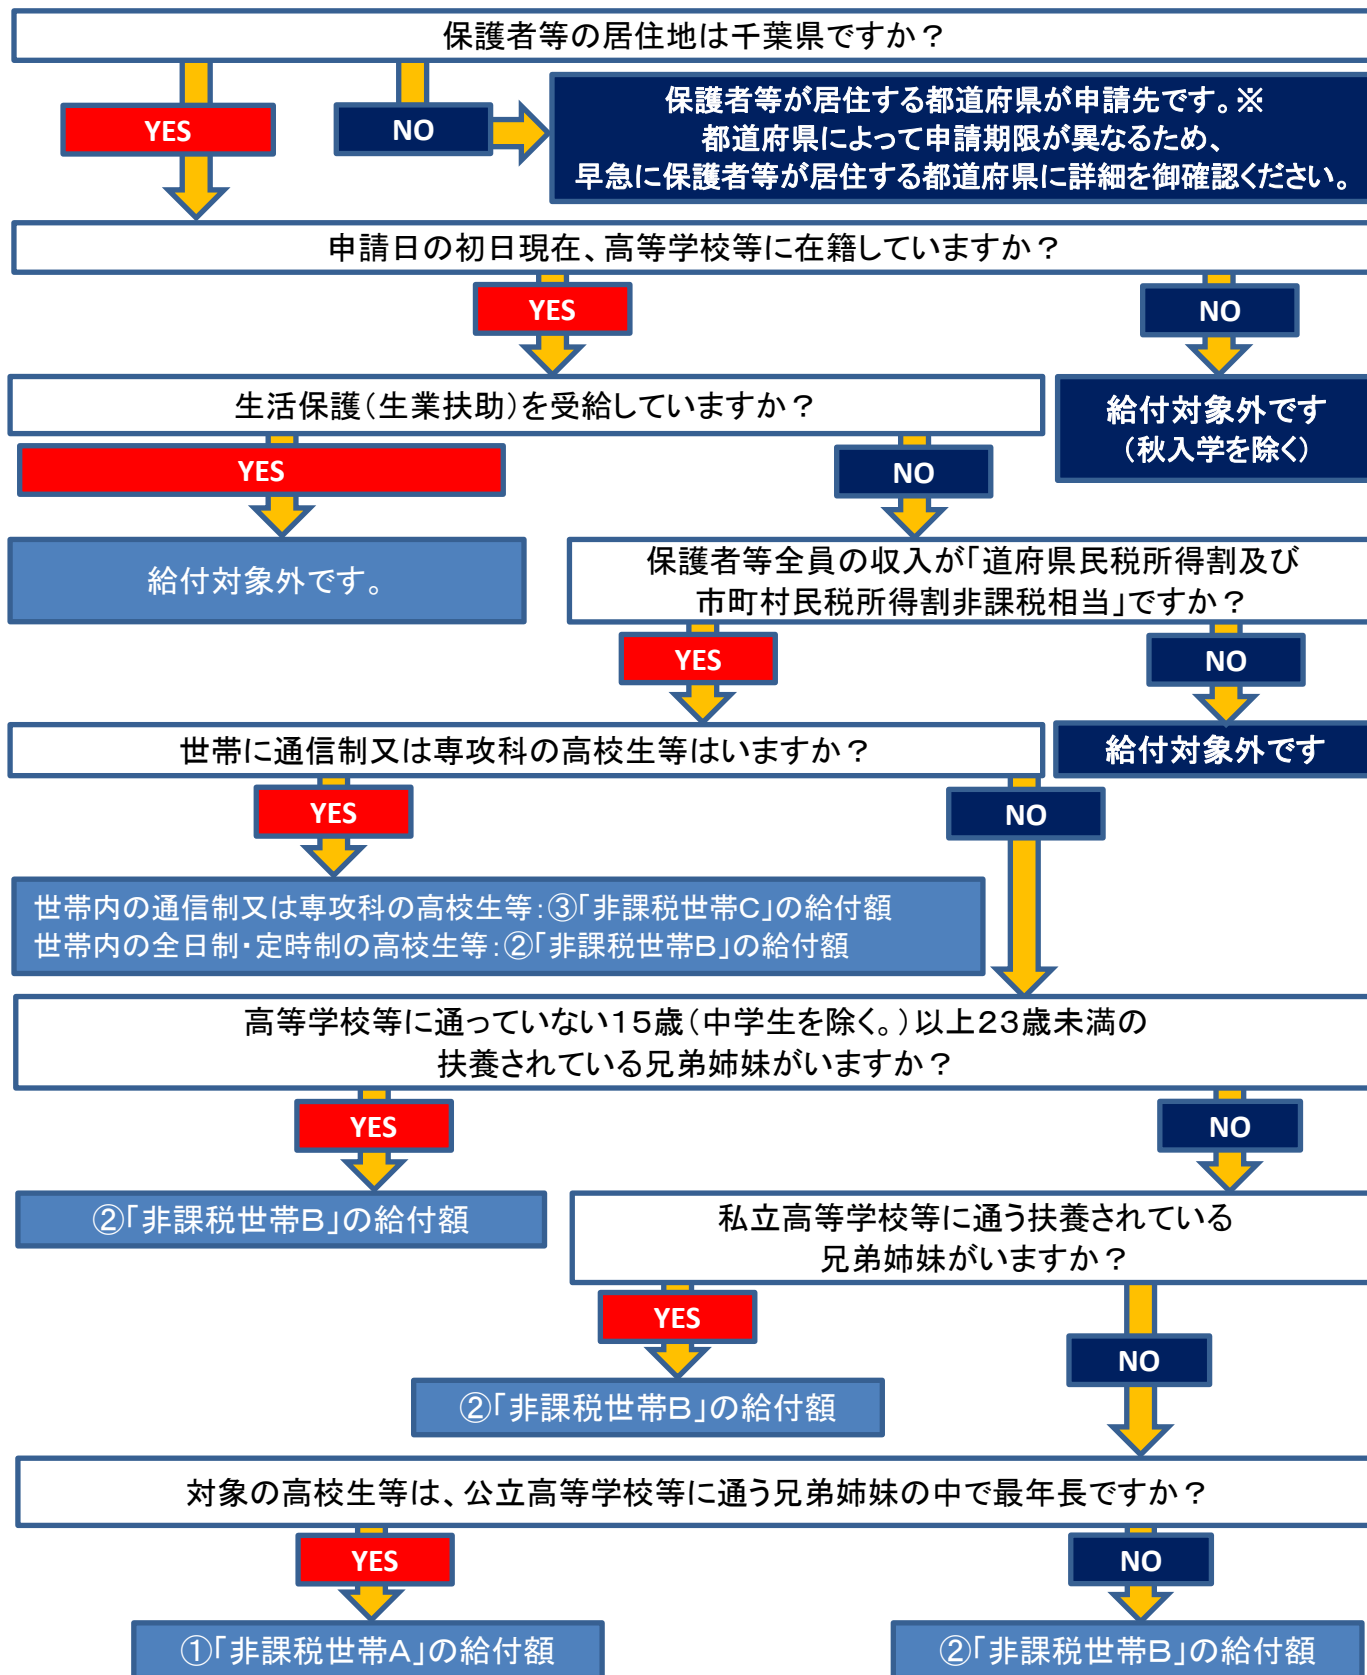 保護者等の居住地は千葉県ですか？
YES
NO
保護者等が居住する都道府県が申請先です。※
都道府県によって申請期限が異なるため、
早急に保護者等が居住する都道府県に詳細を御確認ください。
申請日の初日現在、高等学校等に在籍していますか？
YES
NO
生活保護（生業扶助）を受給していますか？
給付対象外です
（秋入学を除く）
YES
NO
給付対象外です。
保護者等全員の収入が「道府県民税所得割及び
市町村民税所得割非課税相当」ですか？
YES
NO
世帯に通信制又は専攻科の高校生等はいますか？
給付対象外です
YES
NO
世帯内の通信制又は専攻科の高校生等：③「非課税世帯C」の給付額
世帯内の全日制・定時制の高校生等：②「非課税世帯B」の給付額
高等学校等に通っていない１５歳（中学生を除く。）以上２３歳未満の
扶養されている兄弟姉妹がいますか？
YES
NO
②「非課税世帯B」の給付額
私立高等学校等に通う扶養されている
兄弟姉妹がいますか？
YES
NO
②「非課税世帯B」の給付額
対象の高校生等は、公立高等学校等に通う兄弟姉妹の中で最年長ですか？
YES
NO
①「非課税世帯A」の給付額
②「非課税世帯B」の給付額